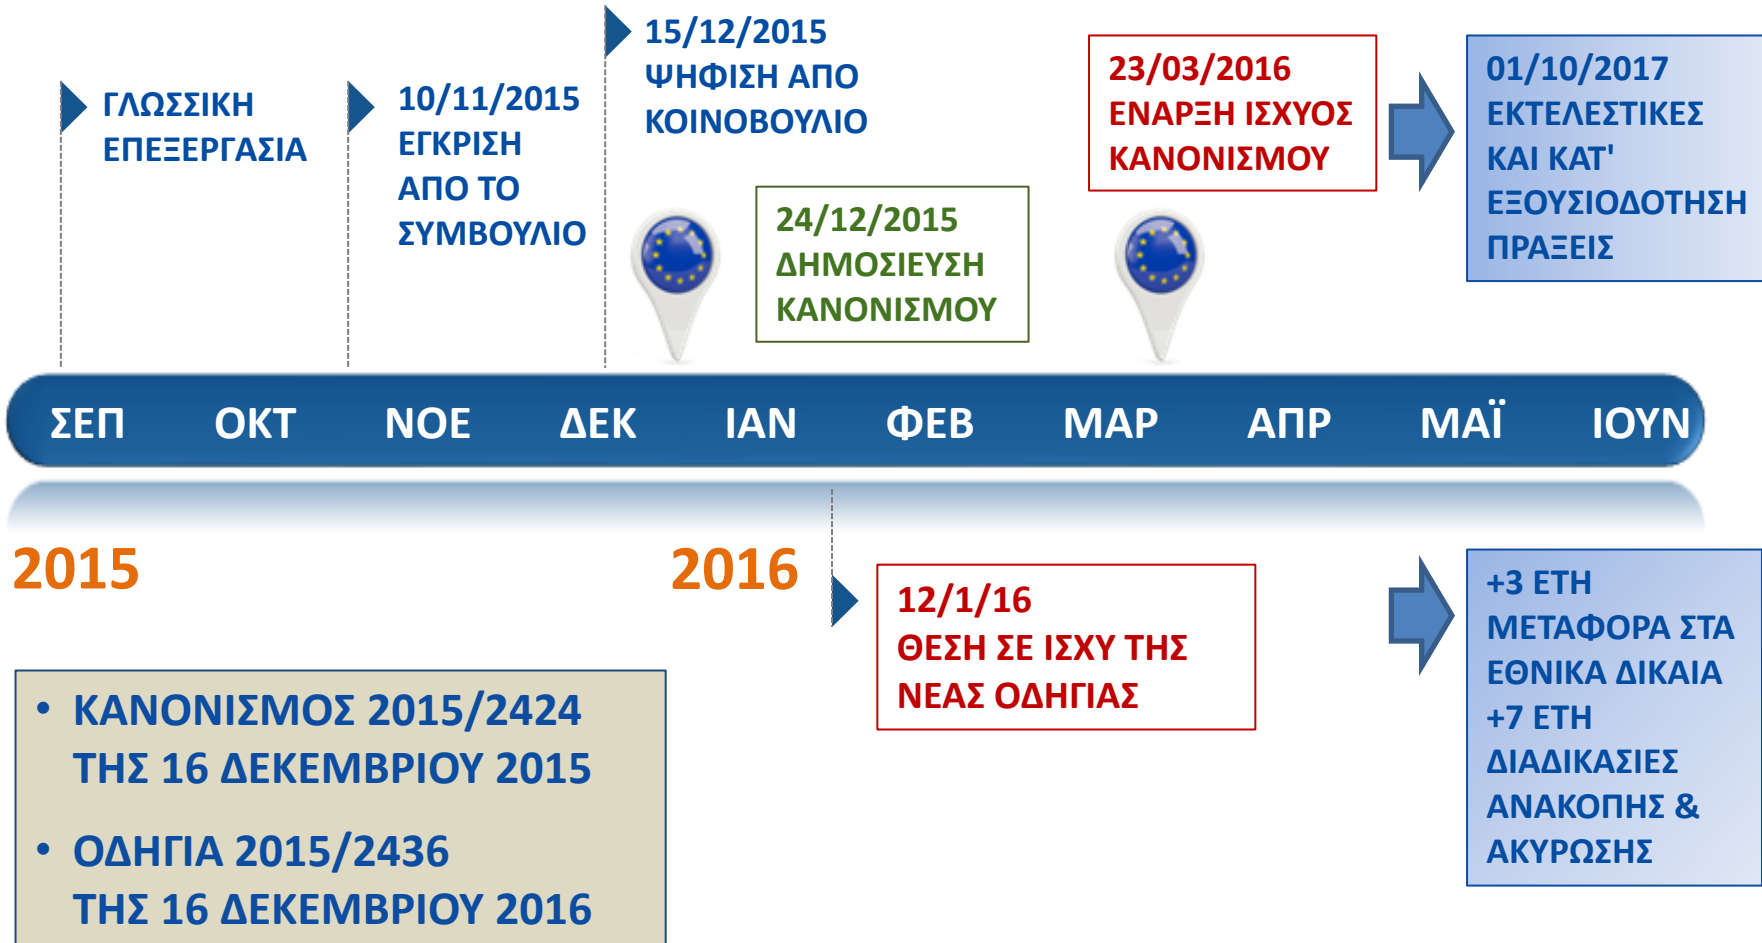 ΓΛΩΣΣΙΚΗ
ΕΠΕΞΕΡΓΑΣΙΑ
10/11/2015
ΕΓΚΡΙΣΗ
ΑΠΟ ΤΟ
ΣΥΜΒΟΥΛΙΟ
15/12/2015
ΨΗΦΙΣΗ ΑΠΟ
ΚΟΙΝΟΒΟΥΛΙΟ
24/12/2015
ΔΗΜΟΣΙΕΥΣΗ
ΚΑΝΟΝΙΣΜΟΥ
23/03/2016
ΕΝΑΡΞΗ ΙΣΧΥΟΣ
ΚΑΝΟΝΙΣΜΟΥ
01/10/2017
ΕΚΤΕΛΕΣΤΙΚΕΣ
ΚΑΙ ΚΑΤ'
ΕΞΟΥΣΙΟΔΟΤΗΣΗ
ΠΡΑΞΕΙΣ
ΣΕΠ ΟΚΤ ΝΟΕ ΔΕΚ ΙΑΝ ΦΕΒ ΜΑΡ ΑΠΡ ΜΑΪ ΙΟΥΝ
2015 2016
12/1/16
ΘΕΣΗ ΣΕ ΙΣΧΥ ΤΗΣ
ΝΕΑΣ ΟΔΗΓΙΑΣ
+3 ΕΤΗ
ΜΕΤΑΦΟΡΑ ΣΤΑ
ΕΘΝΙΚΑ ΔΙΚΑΙΑ
+7 ΕΤΗ
ΔΙΑΔΙΚΑΣΙΕΣ
ΑΝΑΚΟΠΗΣ &
ΑΚΥΡΩΣΗΣ
• ΚΑΝΟΝΙΣΜΟΣ 2015/2424
ΤΗΣ 16 ΔΕΚΕΜΒΡΙΟΥ 2015
• ΟΔΗΓΙΑ 2015/2436
ΤΗΣ 16 ΔΕΚΕΜΒΡΙΟΥ 2016